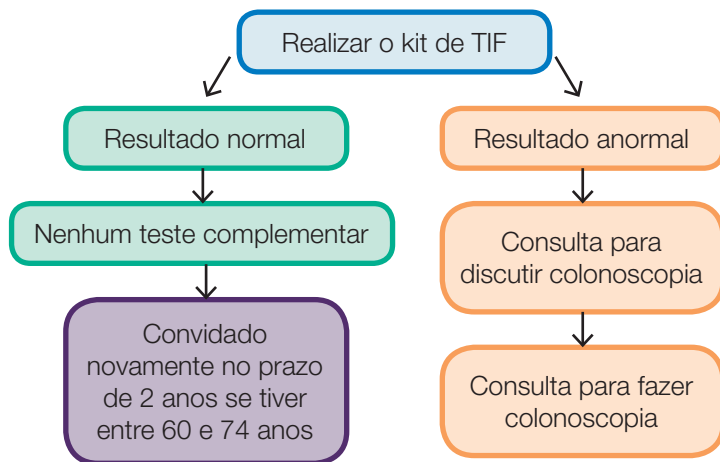 Realizar o kit de TIF
Resultado normal
Resultado anormal
Nenhum teste complementar
Consulta para
discutir colonoscopia
Convidado
novamente no prazo
de 2 anos se tiver
entre 60 e 74 anos
Consulta para fazer
colonoscopia